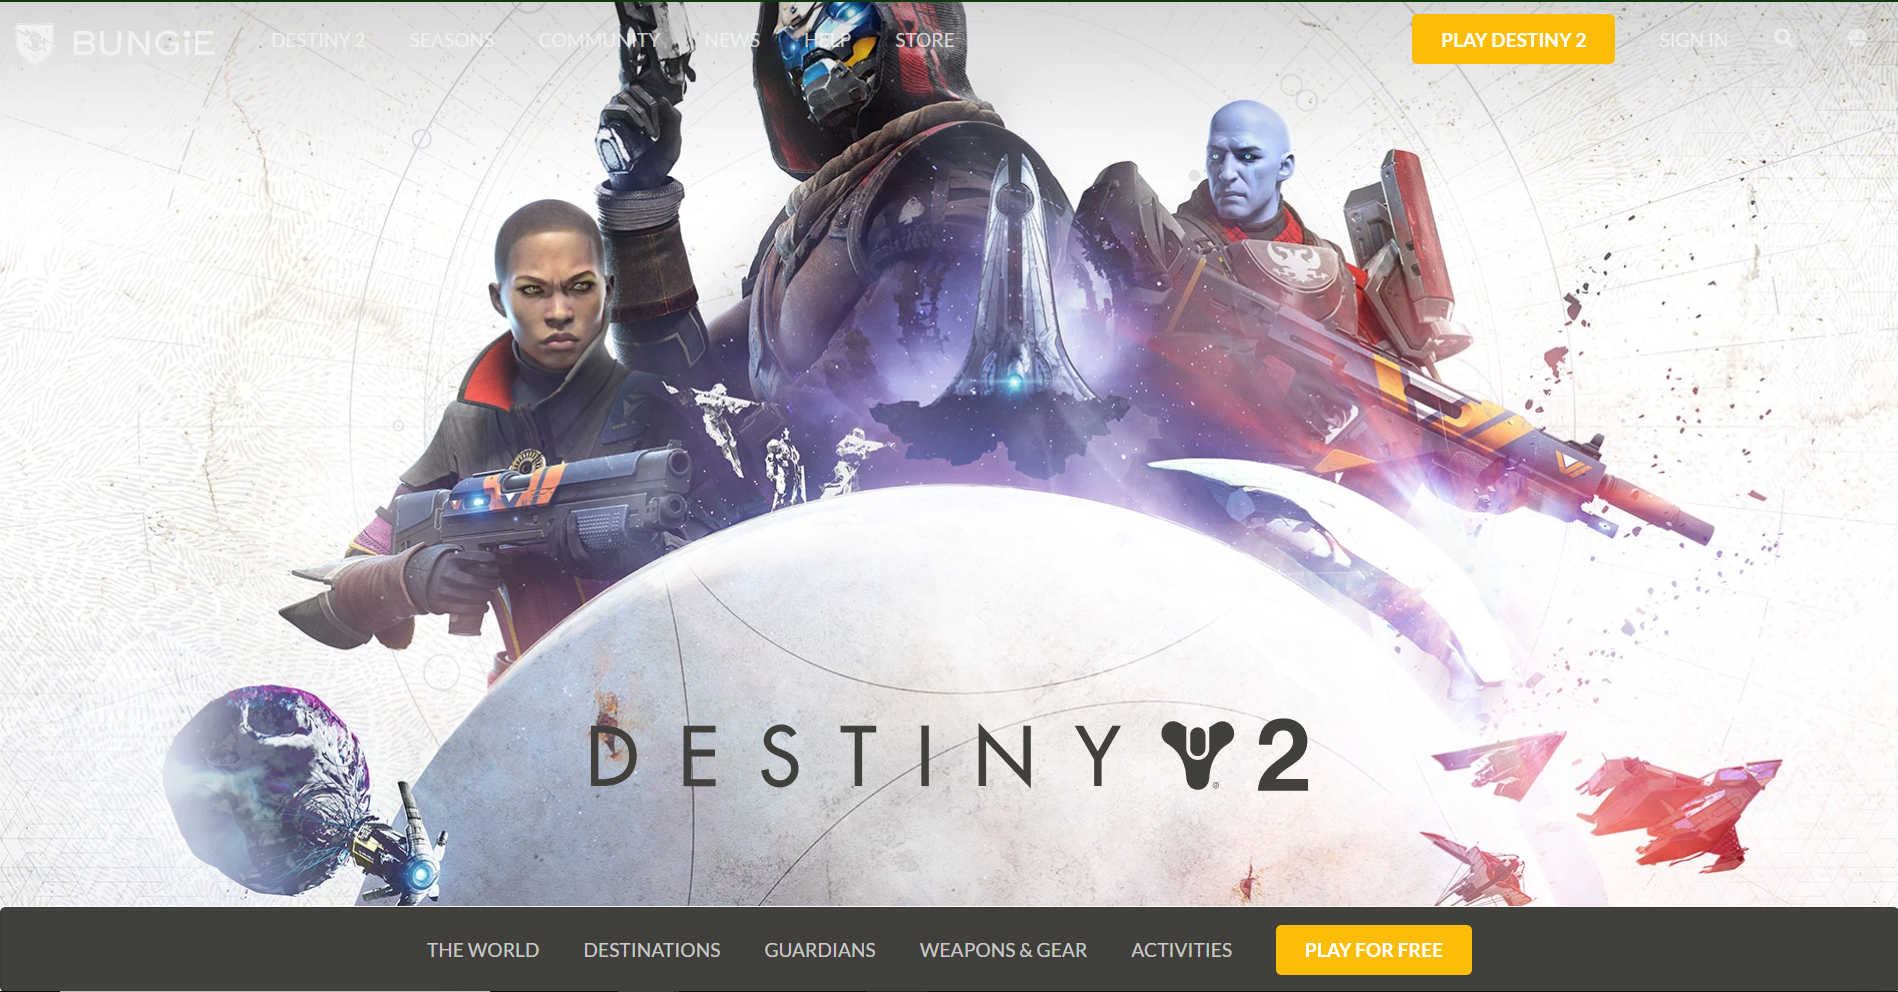 BUNGiE
DESTINY 2 SEASONS COMMUNITY NEWS HELP STORE
PLAY DESTINY 2
SIGN IN
DESTINY 2
®
THE WORLD DESTINATIONS GUARDIANS WEAPONS & GEAR ACTIVITIES
PLAY FOR FREE